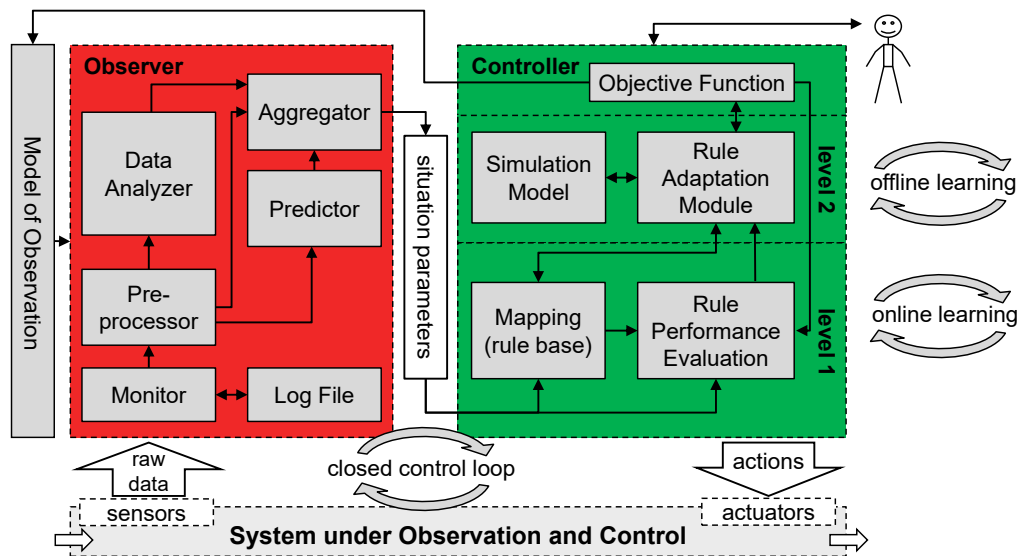 Model of Observation
Observer
Data
Analyzer
Aggregator
Predictor
Pre-
processor
Monitor
Log File
situation parameters
Controller
Objective Function
Simulation
Model
Rule
Adaptation
Module
level 2
Mapping
(rule base)
Rule
Performance
Evaluation
level 1
offline learning
online learning
raw
data
sensors
closed control loop
actions
actuators
System under Observation and Control